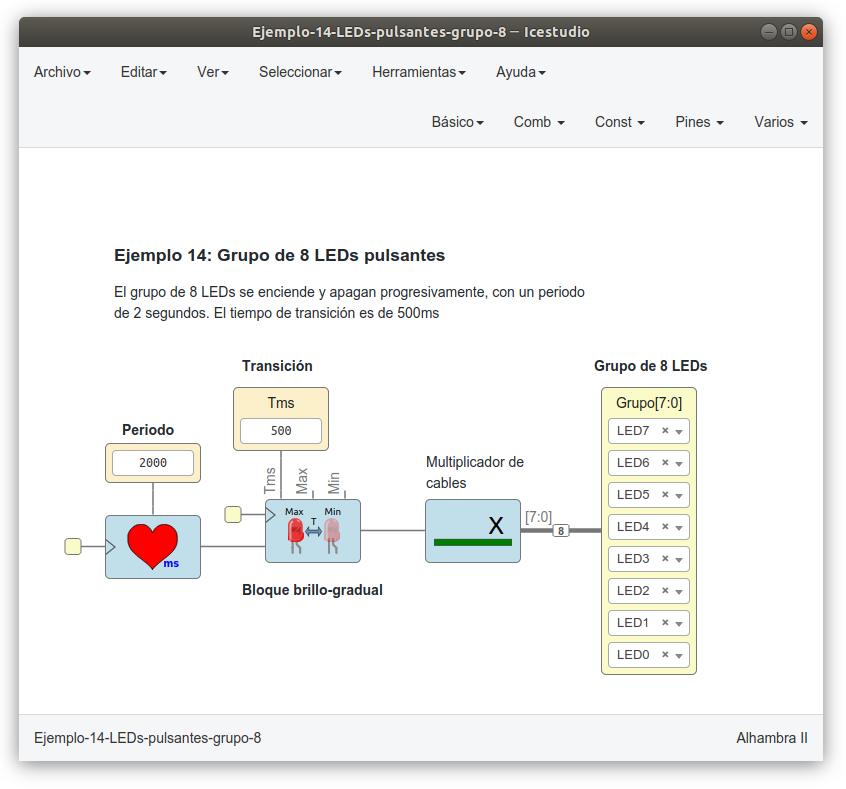 Ejemplo-14-LEDs-pulsantes-grupo-8 – Icestudio
Archivo Editar Ver Seleccionar Herramientas Ayuda
Básico Comb Const Pines Varios
Ejemplo 14: Grupo de 8 LEDs pulsantes
El grupo de 8 LEDs se enciende y apagan progresivamente, con un periodo
de 2 segundos. El tiempo de transición es de 500ms
Transición
Grupo de 8 LEDs
Tms
500
Grupo[7:0]
LED7
LED6
LED5
LED4
LED3
LED2
LED1
LED0
Periodo
2000
Tms Max Min
Multiplicador de
cables
Max T Min
X
[7:0]
8
ms
Bloque brillo-gradual
Ejemplo-14-LEDs-pulsantes-grupo-8
Alhambra II